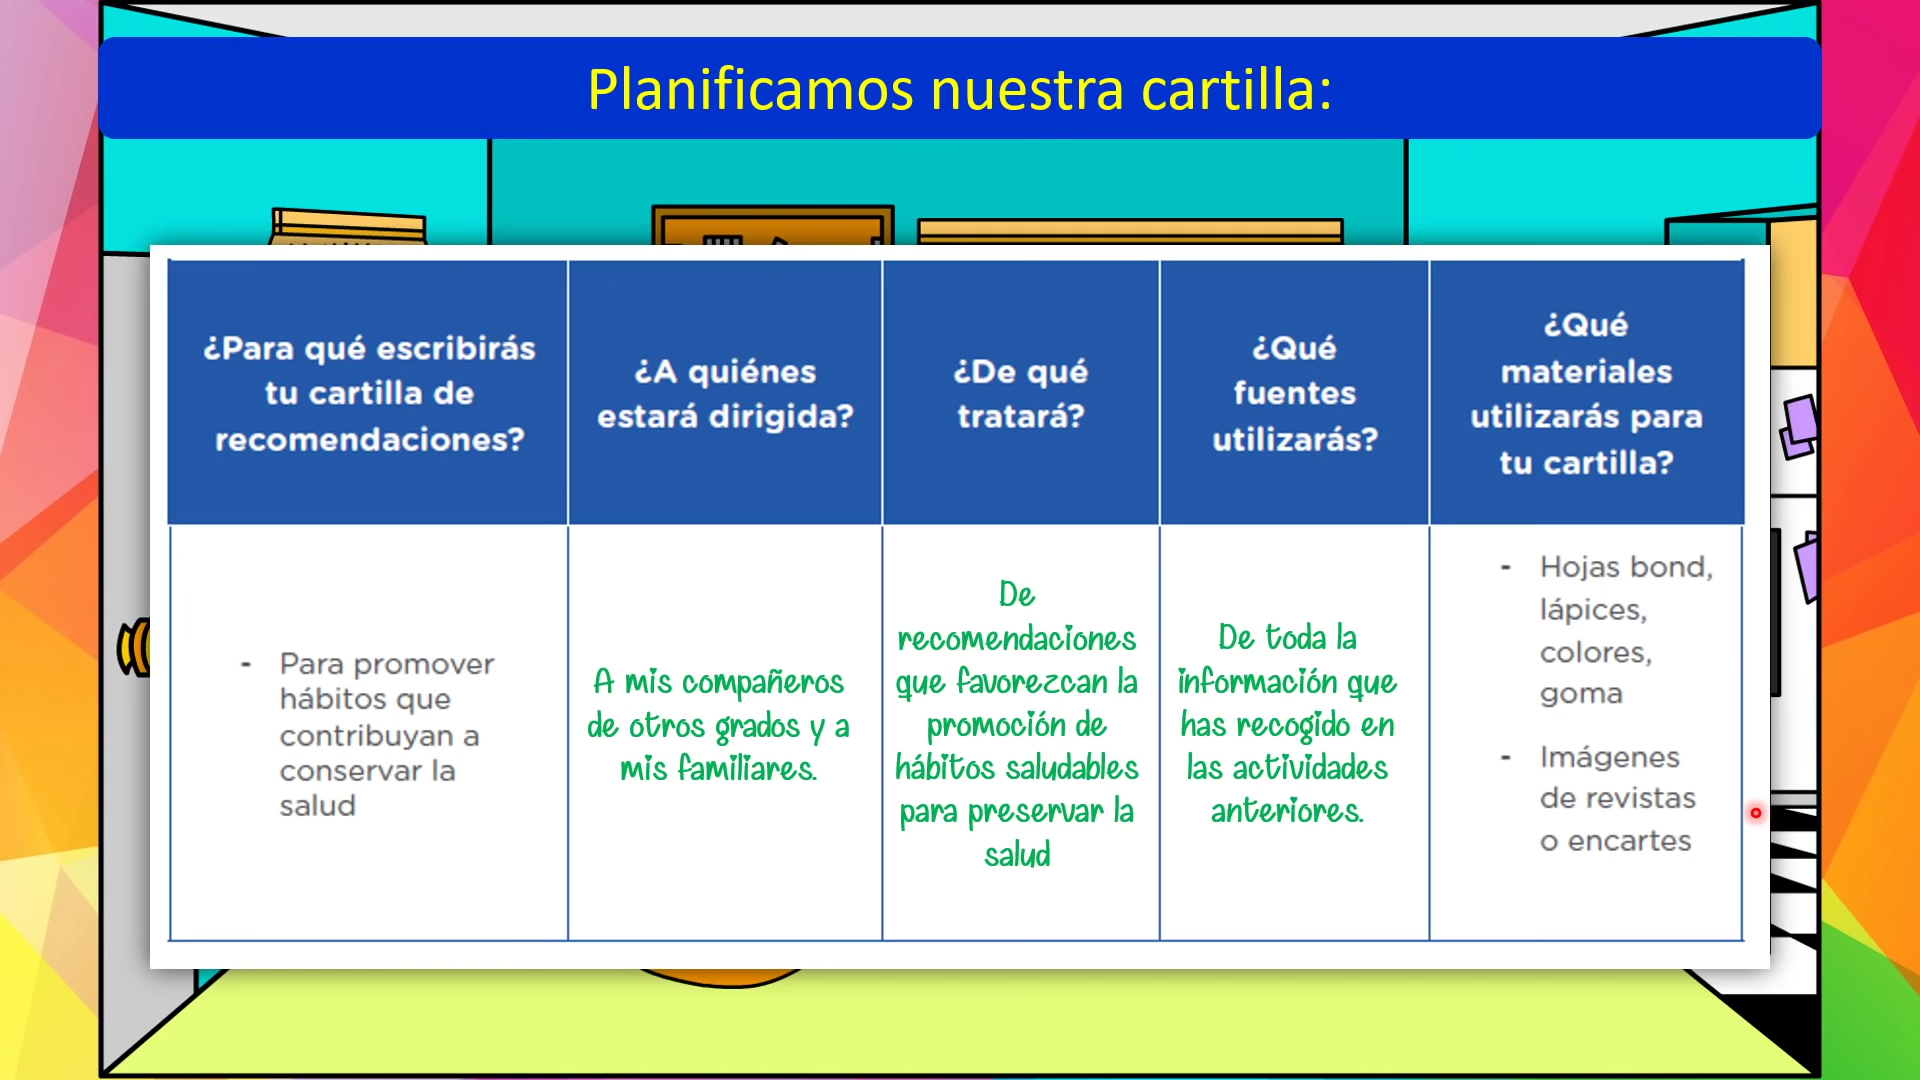 Planificamos nuestra cartilla:
¿Para qué escribirás
tu cartilla de
recomendaciones?
¿A quiénes
estará dirigida?
¿De qué
tratará?
¿Qué
fuentes
utilizarás?
¿Qué
materiales
utilizarás para
tu cartilla?
- Para promover
hábitos que
contribuyan a
conservar la
salud
A mis compañeros
de otros grados y a
mis familiares.
De
recomendaciones
que favorezcan la
promoción de
hábitos saludables
para preservar la
salud
De toda la
información que
has recogido en
las actividades
anteriores.
- Hojas bond,
lápices,
colores,
goma
- Imágenes
de revistas
o encartes